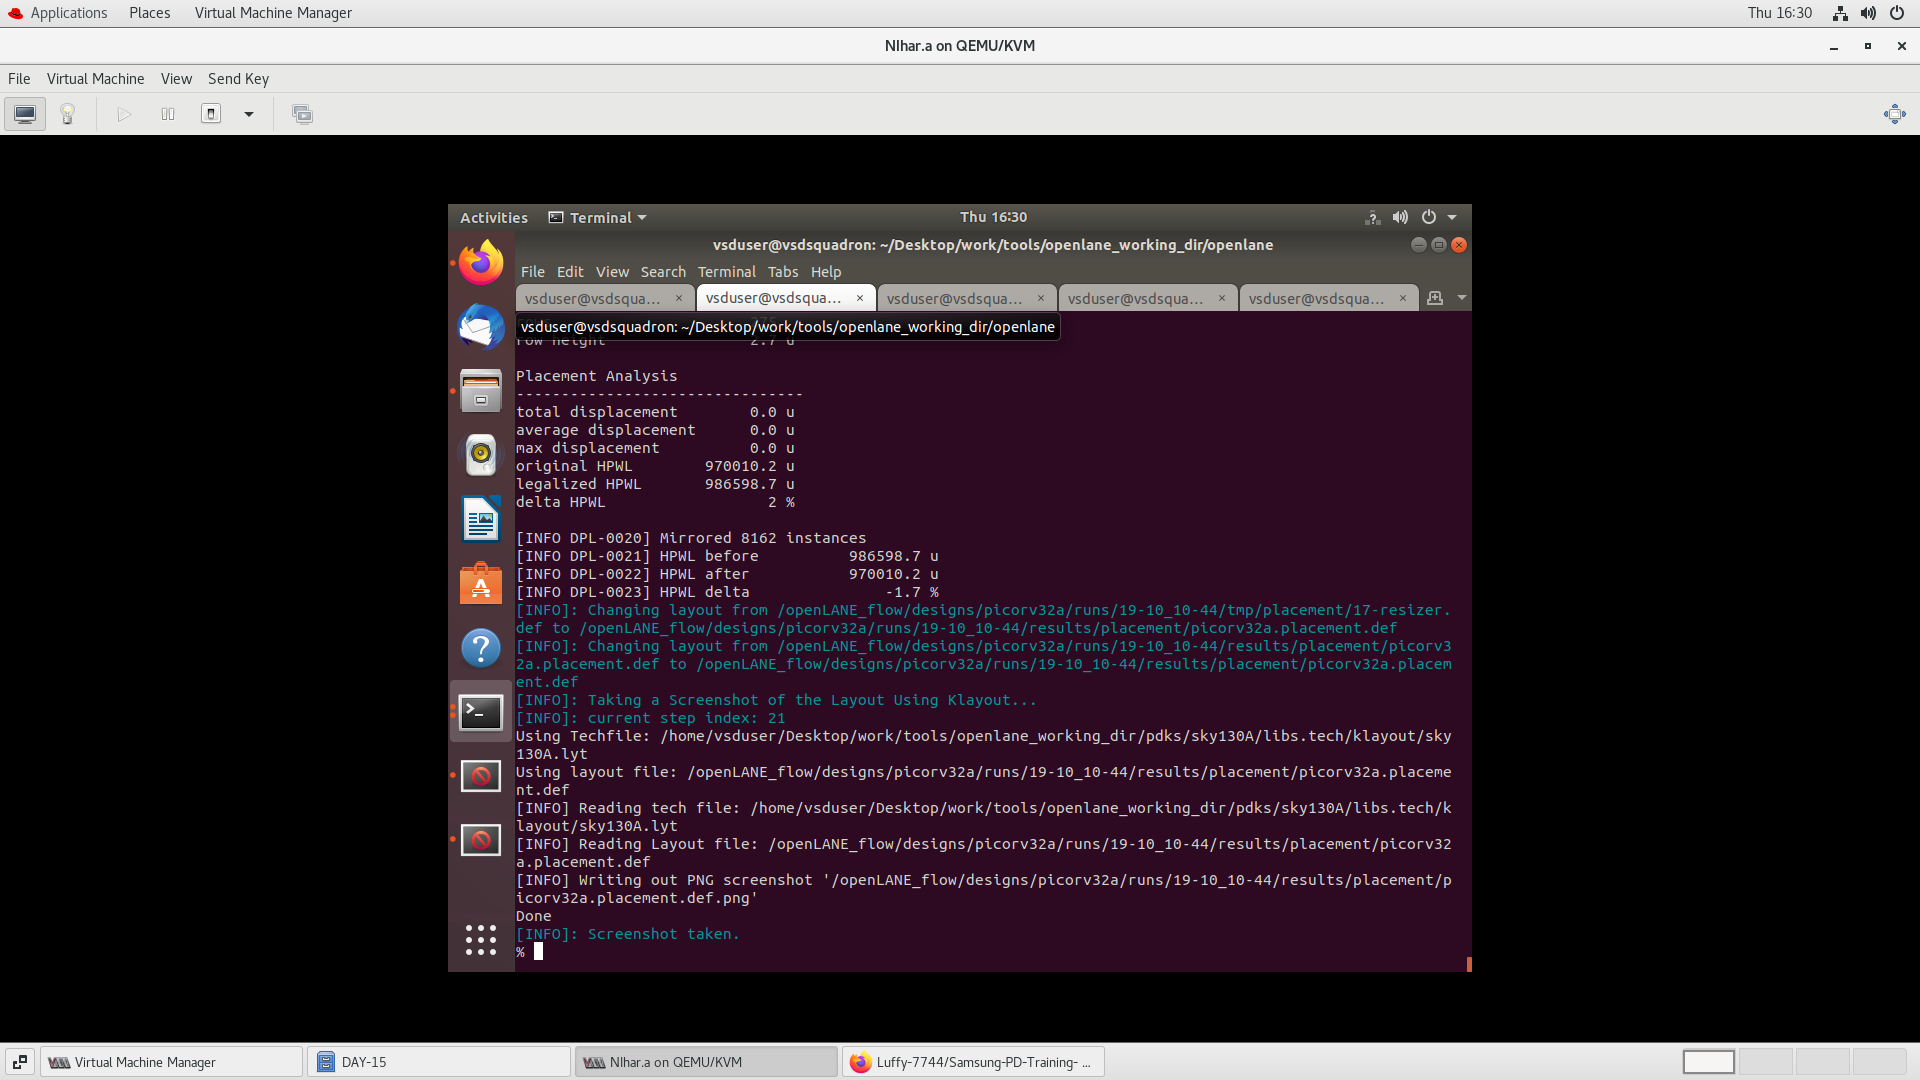 Applications Places Virtual Machine Manager Thu 16:30
NIhar.a on QEMU/KVM
File Virtual Machine View Send Key
Activities Terminal Thu 16:30
vsduser@vsdsquadron: ~/Desktop/work/tools/openlane_working_dir/openlane
File Edit View Search Terminal Tabs Help
vsduser@vsdsqua... vsduser@vsdsqua... vsduser@vsdsqua... vsduser@vsdsqua... vsduser@vsdsqua...
vsduser@vsdsquadron: ~/Desktop/work/tools/openlane_working_dir/openlane
row height 2.7 u
Placement Analysis
--------------------------------
total displacement 0.0 u
average displacement 0.0 u
max displacement 0.0 u
original HPWL 970010.2 u
legalized HPWL 986598.7 u
delta HPWL 2 %
[INFO DPL-0020] Mirrored 8162 instances
[INFO DPL-0021] HPWL before 986598.7 u
[INFO DPL-0022] HPWL after 970010.2 u
[INFO DPL-0023] HPWL delta -1.7 %
[INFO]: Changing layout from /openLANE_flow/designs/picorv32a/runs/19-10_10-44/tmp/placement/17-resizer.
def to /openLANE_flow/designs/picorv32a/runs/19-10_10-44/results/placement/picorv32a.placement.def
[INFO]: Changing layout from /openLANE_flow/designs/picorv32a/runs/19-10_10-44/results/placement/picorv3
2a.placement.def to /openLANE_flow/designs/picorv32a/runs/19-10_10-44/results/placement/picorv32a.placem
ent.def
[INFO]: Taking a Screenshot of the Layout Using Klayout...
[INFO]: current step index: 21
Using Techfile: /home/vsduser/Desktop/work/tools/openlane_working_dir/pdks/sky130A/libs.tech/klayout/sky
130A.lyt
Using layout file: /openLANE_flow/designs/picorv32a/runs/19-10_10-44/results/placement/picorv32a.placeme
nt.def
[INFO] Reading tech file: /home/vsduser/Desktop/work/tools/openlane_working_dir/pdks/sky130A/libs.tech/k
layout/sky130A.lyt
[INFO] Reading Layout file: /openLANE_flow/designs/picorv32a/runs/19-10_10-44/results/placement/picorv32
a.placement.def
[INFO] Writing out PNG screenshot '/openLANE_flow/designs/picorv32a/runs/19-10_10-44/results/placement/p
icorv32a.placement.def.png'
Done
[INFO]: Screenshot taken.
%
Virtual Machine Manager DAY-15 NIhar.a on QEMU/KVM Luffy-7744/Samsung-PD-Training- ...